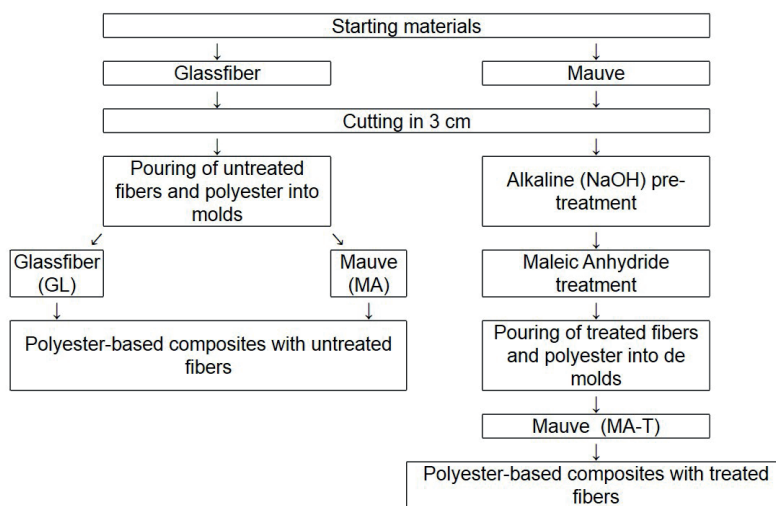 Starting materials
Glassfiber
Mauve
Cutting in 3 cm
Pouring of untreated
fibers and polyester into
molds
Alkaline (NaOH) pre-
treatment
Glassfiber
(GL)
Mauve
(MA)
Maleic Anhydride
treatment
Polyester-based composites with untreated
fibers
Pouring of treated fibers
and polyester into de
molds
Mauve (MA-T)
Polyester-based composites with treated
fibers